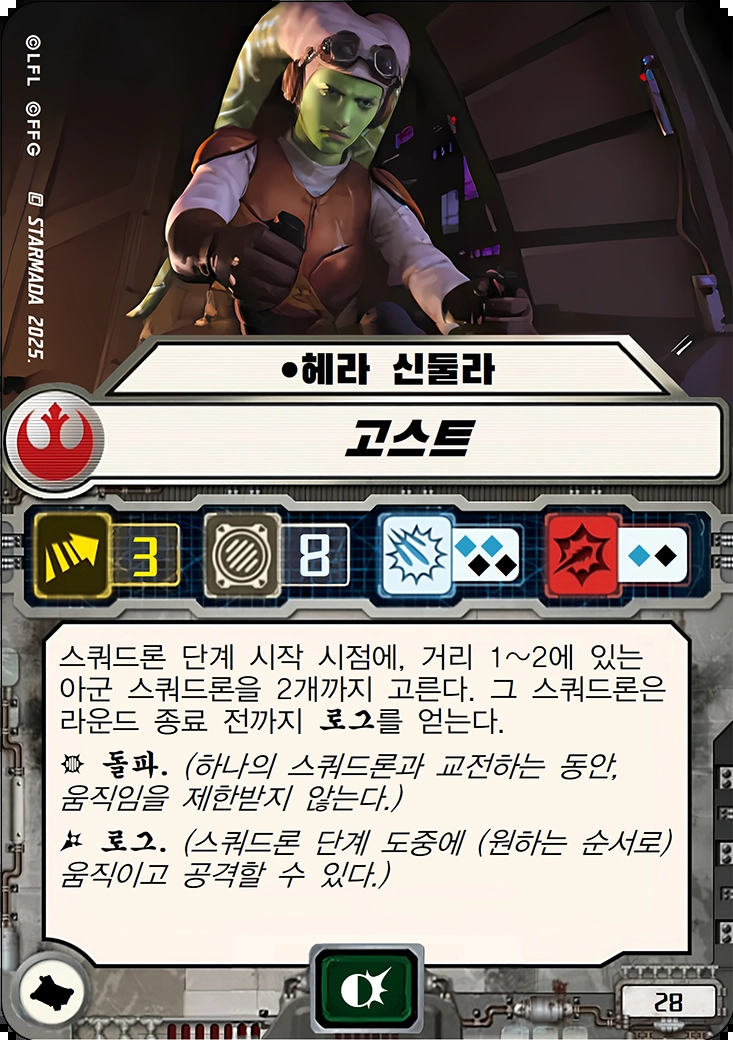 ©LFL ©FFG STARMADA 2025.
•헤라 신둘라
고스트
3
8
스쿼드론 단계 시작 시점에, 거리 1~2에 있는
아군 스쿼드론을 2개까지 고른다. 그 스쿼드론은
라운드 종료 전까지 로그를 얻는다.
돌파. (하나의 스쿼드론과 교전하는 동안,
움직임을 제한받지 않는다.)
로그. (스쿼드론 단계 도중에 (원하는 순서로)
움직이고 공격할 수 있다.)
28